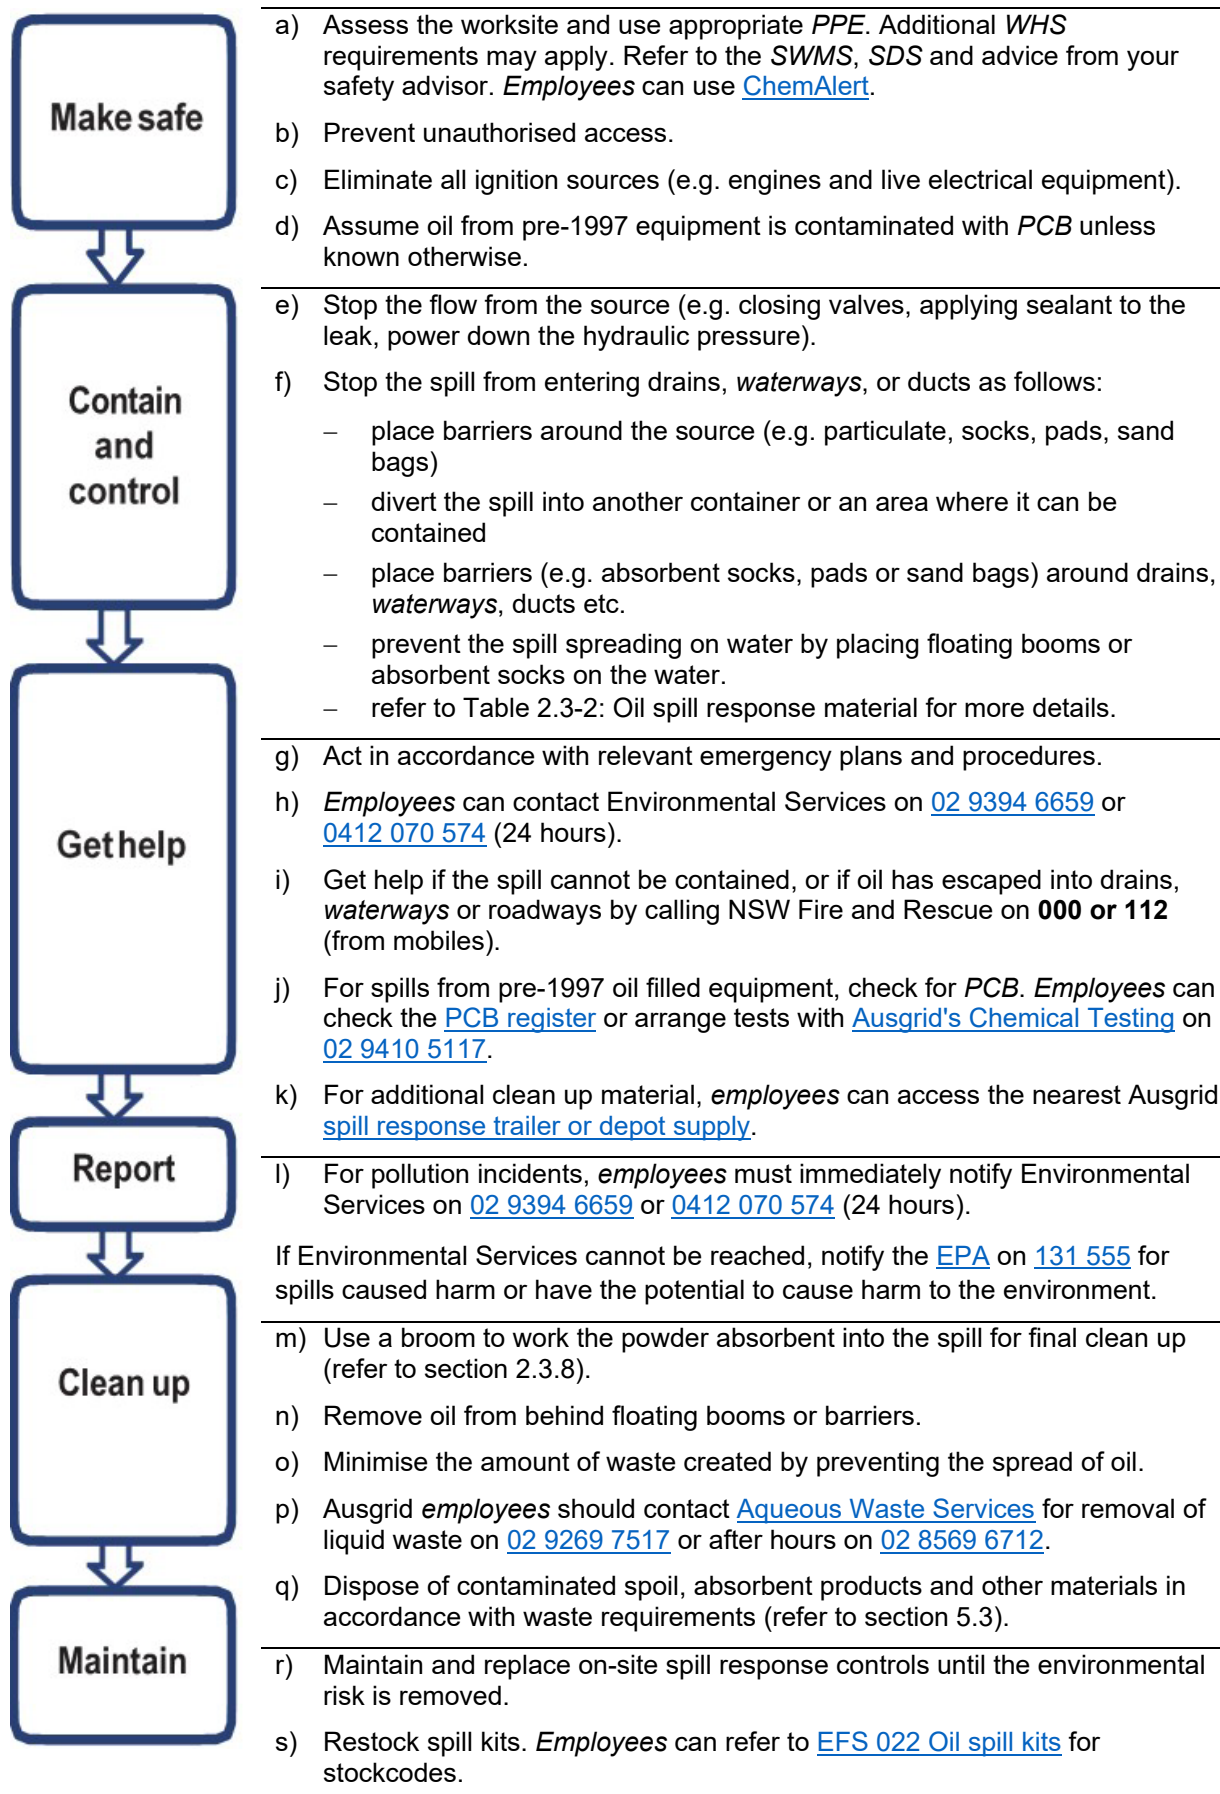 Make safe
a) Assess the worksite and use appropriate PPE. Additional WHS
requirements may apply. Refer to the SWMS, SDS and advice from your
safety advisor. Employees can use ChemAlert.
b) Prevent unauthorised access.
c) Eliminate all ignition sources (e.g. engines and live electrical equipment).
d) Assume oil from pre-1997 equipment is contaminated with PCB unless
known otherwise.
Contain
and
control
e) Stop the flow from the source (e.g. closing valves, applying sealant to the
leak, power down the hydraulic pressure).
f) Stop the spill from entering drains, waterways, or ducts as follows:
– place barriers around the source (e.g. particulate, socks, pads, sand
bags)
– divert the spill into another container or an area where it can be
contained
– place barriers (e.g. absorbent socks, pads or sand bags) around drains,
waterways, ducts etc.
– prevent the spill spreading on water by placing floating booms or
absorbent socks on the water.
– refer to Table 2.3-2: Oil spill response material for more details.
Get help
g) Act in accordance with relevant emergency plans and procedures.
h) Employees can contact Environmental Services on 02 9394 6659 or
0412 070 574 (24 hours).
i) Get help if the spill cannot be contained, or if oil has escaped into drains,
waterways or roadways by calling NSW Fire and Rescue on 000 or 112
(from mobiles).
j) For spills from pre-1997 oil filled equipment, check for PCB. Employees can
check the PCB register or arrange tests with Ausgrid's Chemical Testing on
02 9410 5117.
k) For additional clean up material, employees can access the nearest Ausgrid
spill response trailer or depot supply.
Report
l) For pollution incidents, employees must immediately notify Environmental
Services on 02 9394 6659 or 0412 070 574 (24 hours).
If Environmental Services cannot be reached, notify the EPA on 131 555 for
spills caused harm or have the potential to cause harm to the environment.
Clean up
m) Use a broom to work the powder absorbent into the spill for final clean up
(refer to section 2.3.8).
n) Remove oil from behind floating booms or barriers.
o) Minimise the amount of waste created by preventing the spread of oil.
p) Ausgrid employees should contact Aqueous Waste Services for removal of
liquid waste on 02 9269 7517 or after hours on 02 8569 6712.
q) Dispose of contaminated spoil, absorbent products and other materials in
accordance with waste requirements (refer to section 5.3).
Maintain
r) Maintain and replace on-site spill response controls until the environmental
risk is removed.
s) Restock spill kits. Employees can refer to EFS 022 Oil spill kits for
stockcodes.